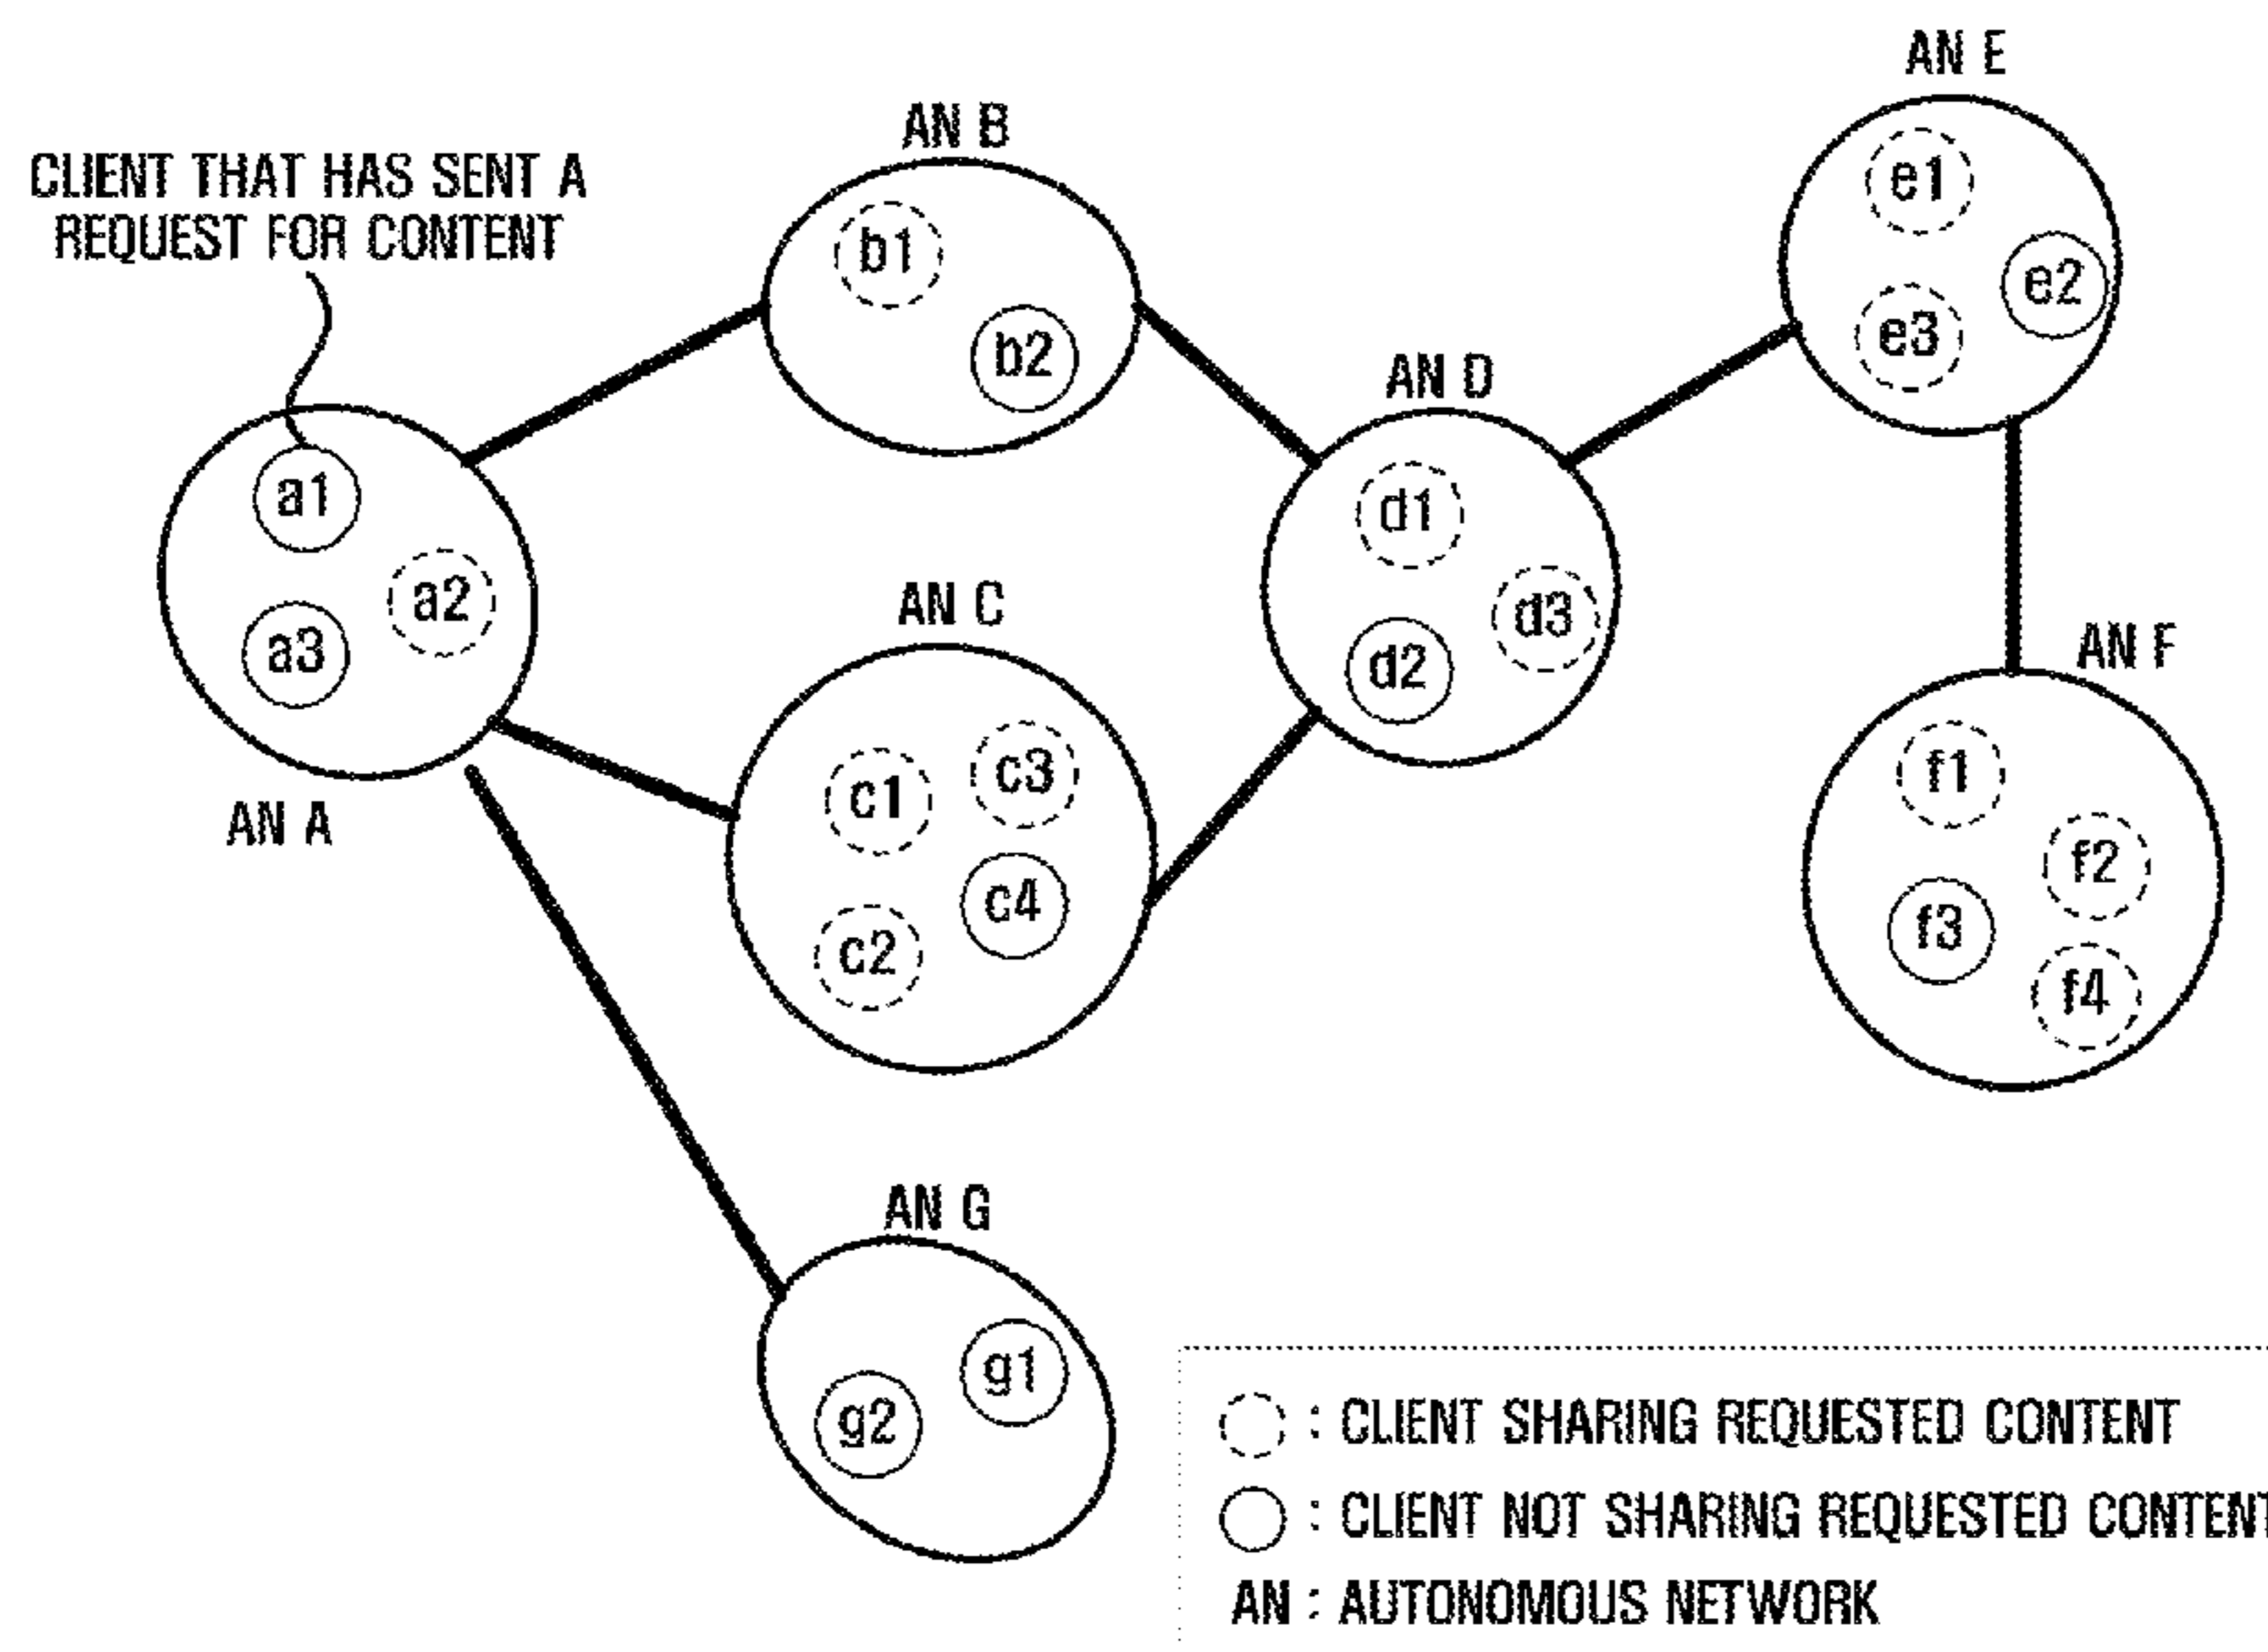 AN E
AN B
CLIENT THAT HAS SENT A
REQUEST FOR CONTENT
e1
b1
e2
e3
b2
AN D
a1
d1
a2
AN C
d3
a3
d2
AN F
c3
f1
c1
AN A
f2
c4
f3
c2
f4
AN G
g1
g2
: CLIENT SHARING REQUESTED CONTENT
: CLIENT NOT SHARING REQUESTED CONTENT
AN : AUTONOMOUS NETWORK